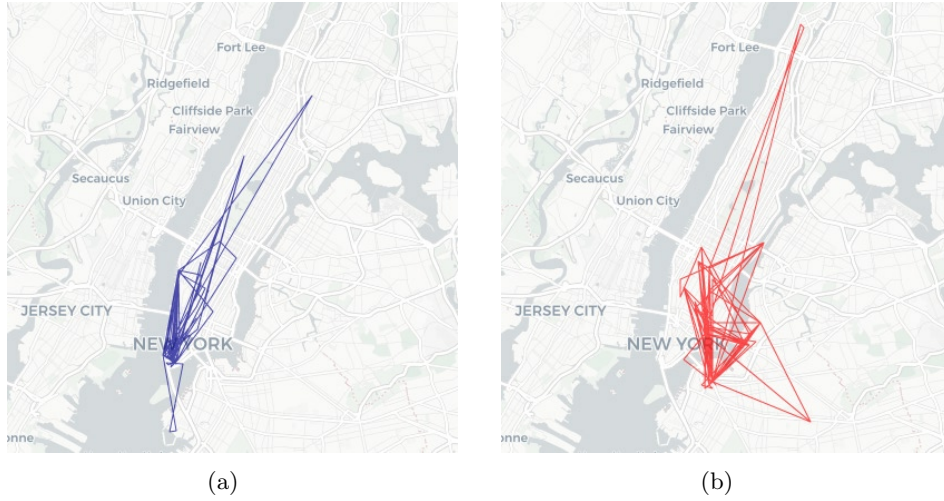 Fort Lee
Ridgefield
Cliffside Park
Fairview
Secaucus
Union City
JERSEY CITY
NEW YORK
onne
(a)
Fort Lee
Ridgefield
Cliffside Park
Fairview
Secaucus
Union City
JERSEY CITY
NEW YORK
onne
(b)